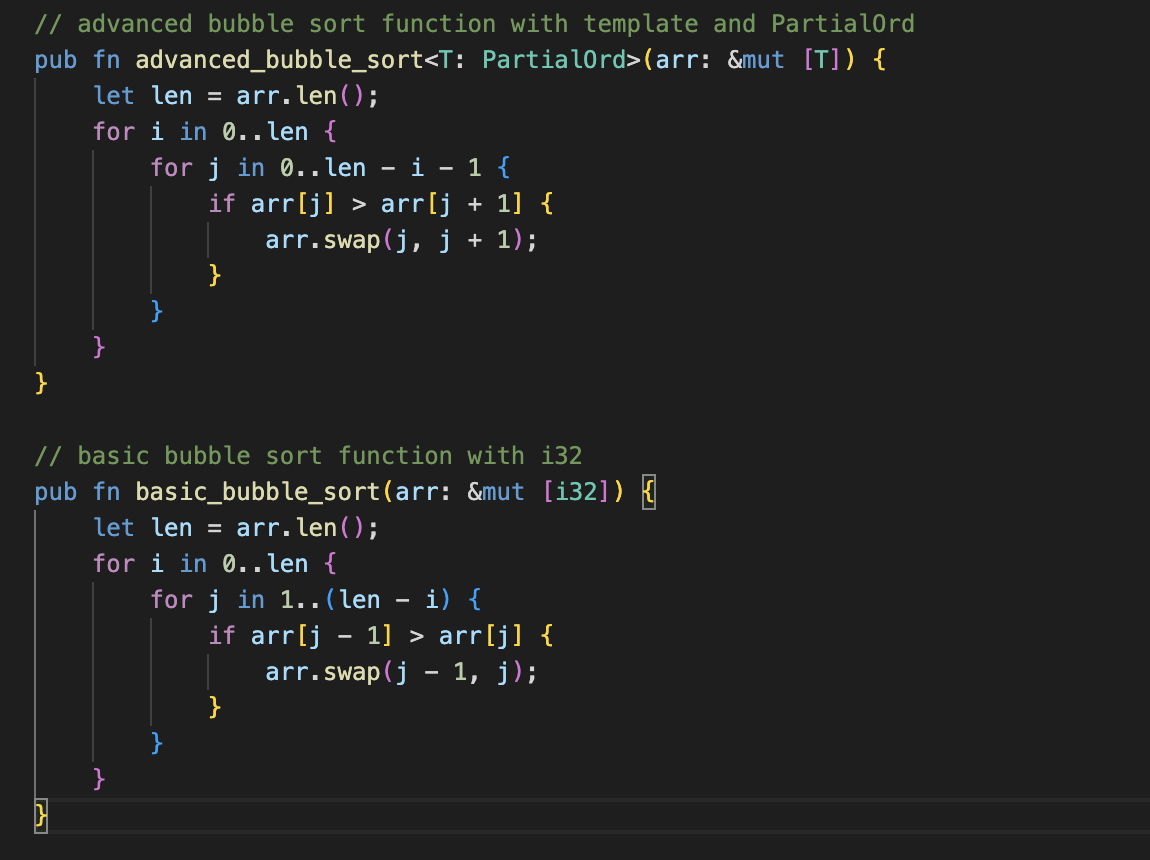 // advanced bubble sort function with template and PartialOrd
pub fn advanced_bubble_sort<T: PartialOrd>(arr: &mut [T]) {
    let len = arr.len();
    for i in 0..len {
        for j in 0..len - i - 1 {
            if arr[j] > arr[j + 1] {
                arr.swap(j, j + 1);
            }
        }
    }
}

// basic bubble sort function with i32
pub fn basic_bubble_sort(arr: &mut [i32]) {
    let len = arr.len();
    for i in 0..len {
        for j in 1..(len - i) {
            if arr[j - 1] > arr[j] {
                arr.swap(j - 1, j);
            }
        }
    }
}